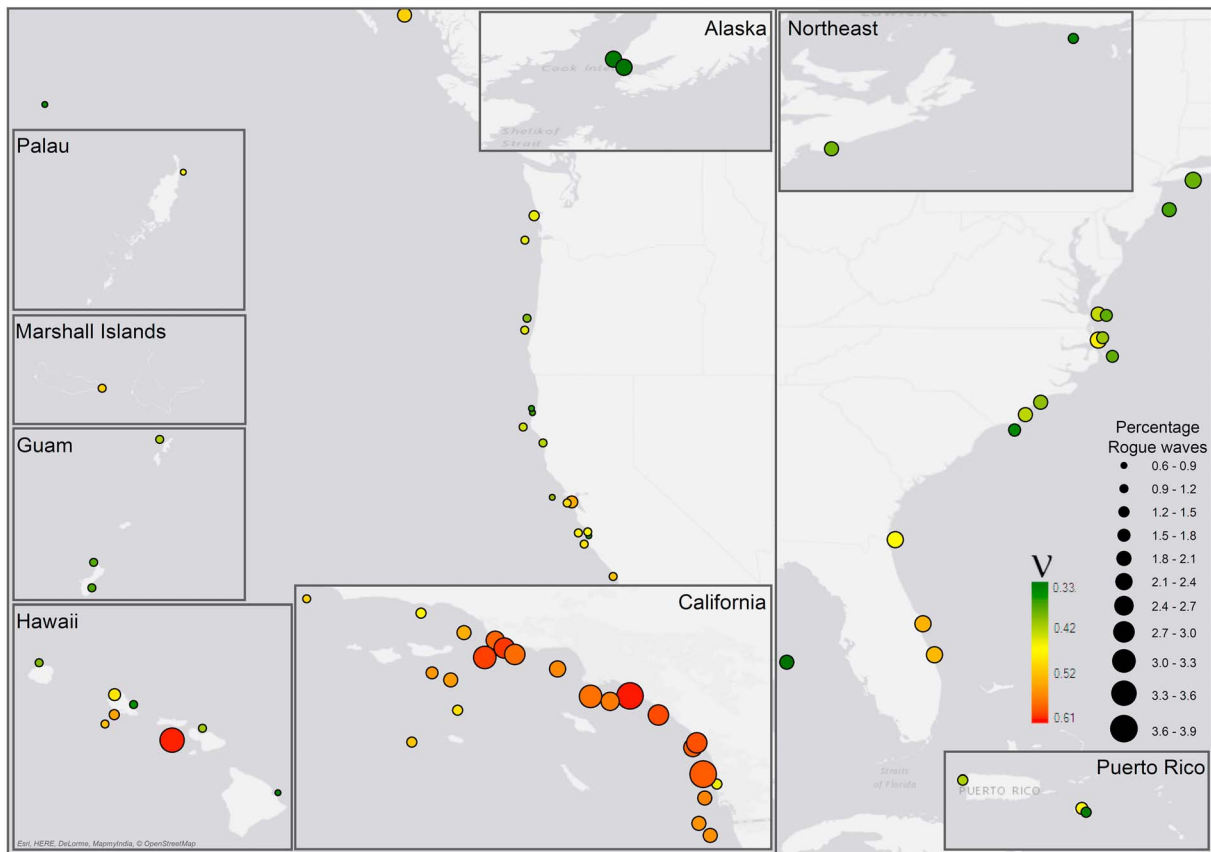 Alaska
Cook Inlet
Shelikof
Strait
Northeast
Lawrence
Palau
Marshall Islands
Guam
Hawaii
California
Percentage
Rogue waves
0.6 - 0.9
0.9 - 1.2
1.2 - 1.5
1.5 - 1.8
1.8 - 2.1
2.1 - 2.4
2.4 - 2.7
2.7 - 3.0
3.0 - 3.3
3.3 - 3.6
3.6 - 3.9
ν
0.33
0.42
0.52
0.61
Straits
of Florida
Puerto Rico
PUERTO RICO
Esri, HERE, DeLorme, MapmyIndia, © OpenStreetMap